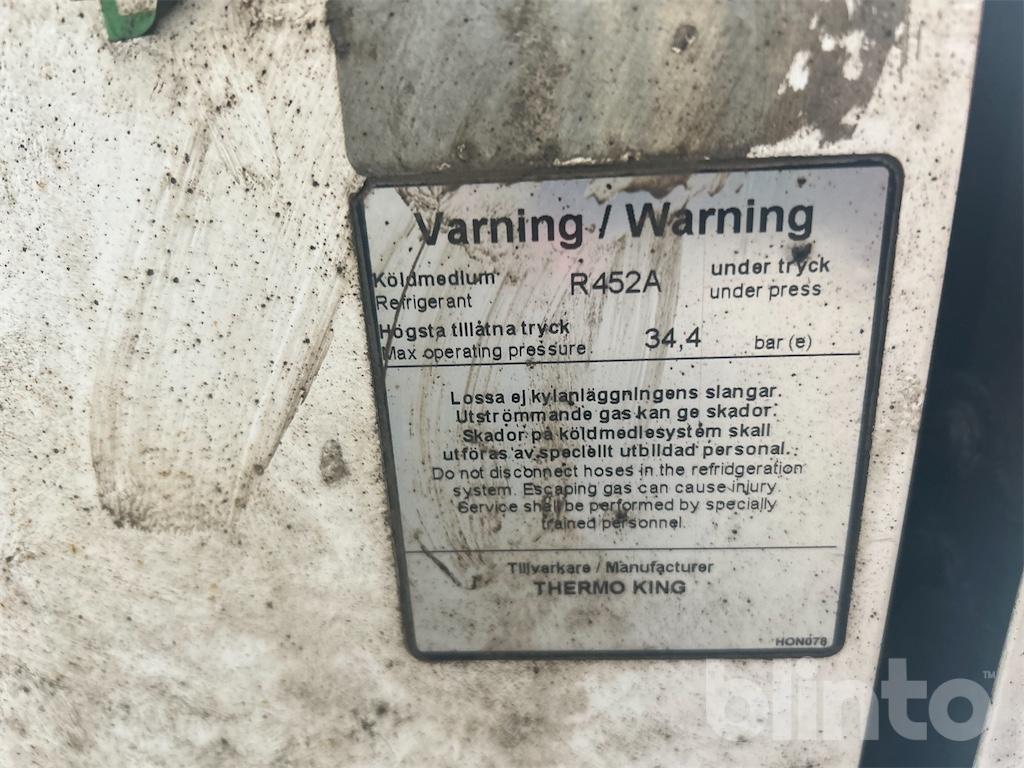 Varning / Warning
Köldmedium R452A under tryck
Refrigerant under press
Högsta tillåtna tryck 34,4 bar (e)
Max operating pressure
Lossa ej kylanläggningens slangar.
Utströmmande gas kan ge skador.
Skador på köldmediesystem skall
utföras av speciellt utbildad personal.
Do not disconnect hoses in the refridgeration
system. Escaping gas can cause injury.
Service shall be performed by specially
trained personnel.
Tillverkare / Manufacturer
THERMO KING
HON078
blinto™